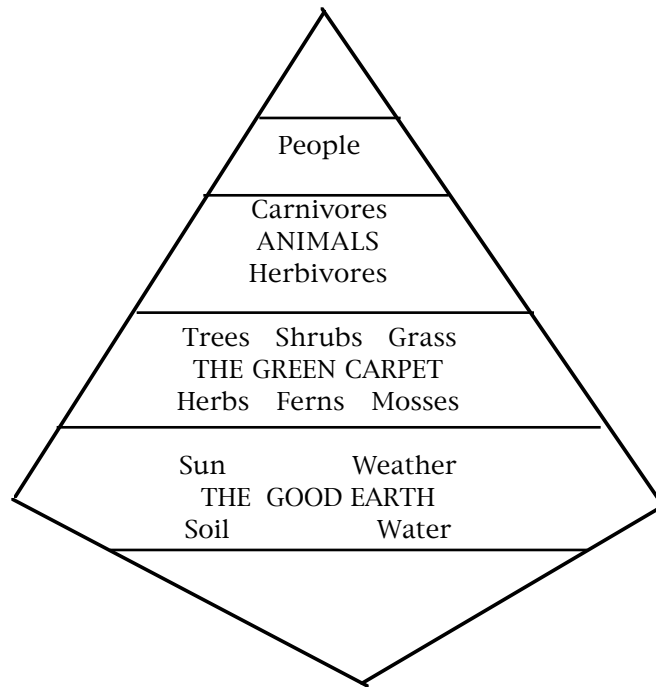 People
Carnivores
ANIMALS
Herbivores
Trees Shrubs Grass
THE GREEN CARPET
Herbs Ferns Mosses
Sun Weather
THE GOOD EARTH
Soil Water